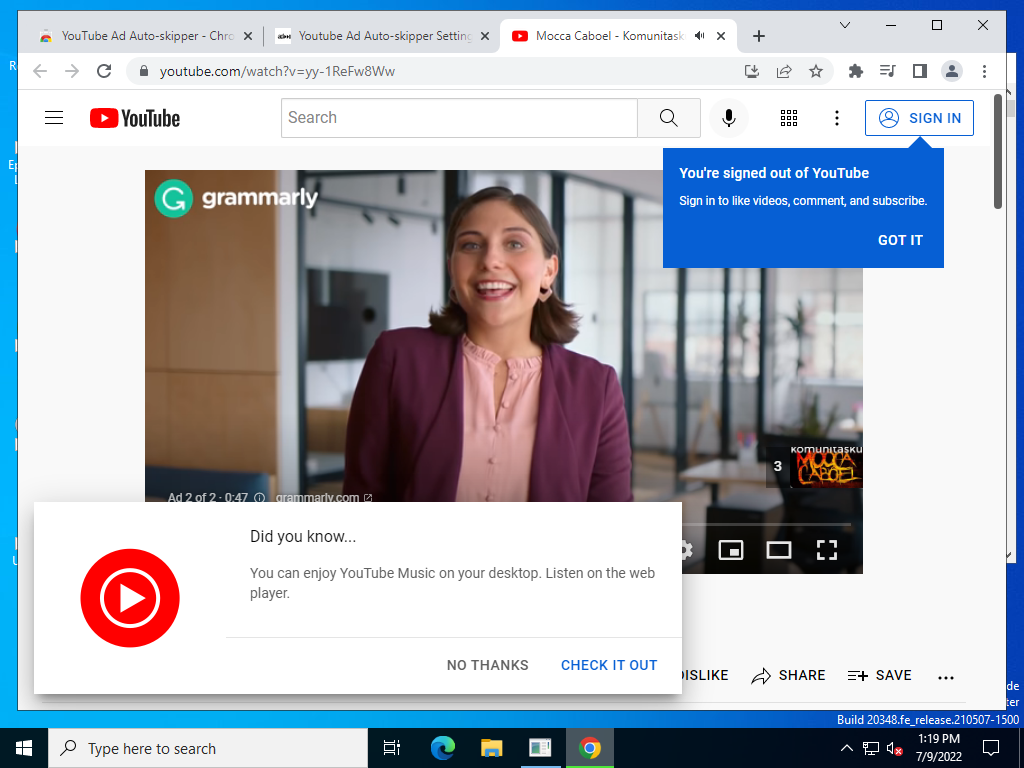 YouTube Ad Auto-skipper - Chro
Youtube Ad Auto-skipper Setting
Mocca Caboel - Komunitask
youtube.com/watch?v=yy-1ReFw8Ww
YouTube
Search
SIGN IN
You're signed out of YouTube
Sign in to like videos, comment, and subscribe.
GOT IT
grammarly
3
KOMUNITASKU
MOCCA
CABOEL
Ad 2 of 2 · 0:47
grammarly.com
Did you know...
You can enjoy YouTube Music on your desktop. Listen on the web
player.
NO THANKS
CHECK IT OUT
DISLIKE
SHARE
SAVE
Build 20348.fe_release.210507-1500
Type here to search
1:19 PM
7/9/2022